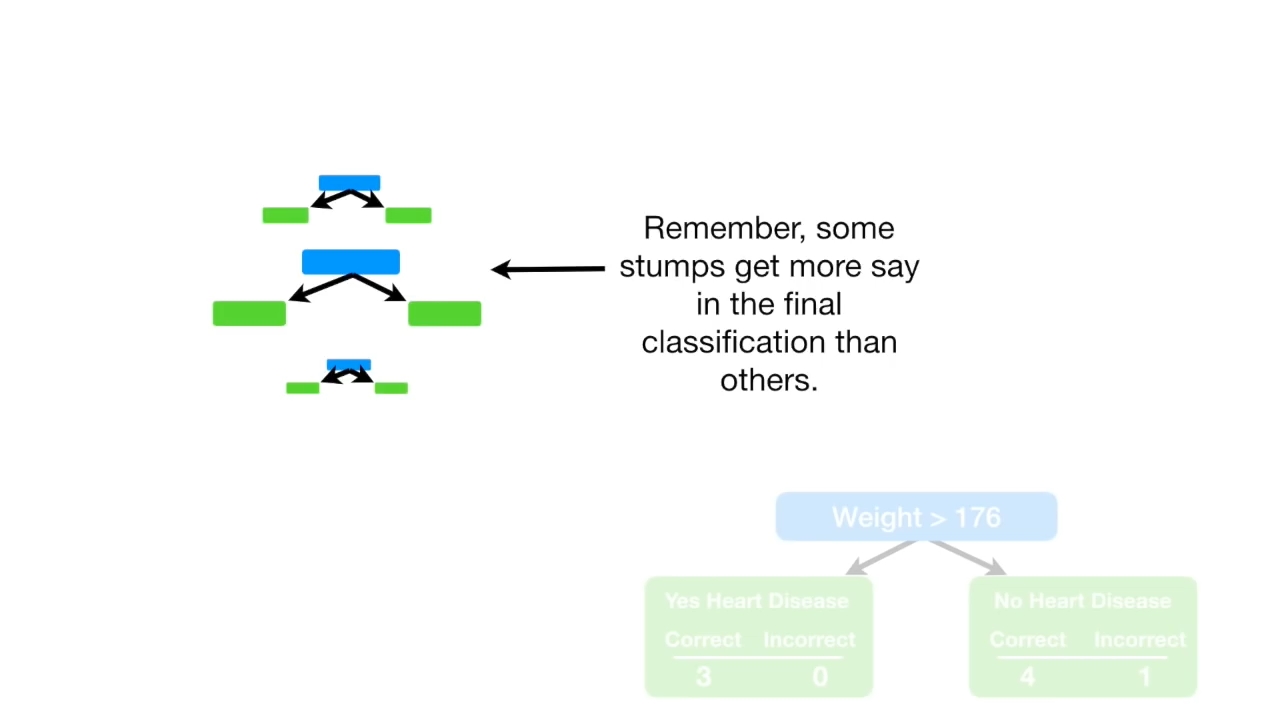 Remember, some
stumps get more say
in the final
classification than
others.
Weight > 176
Yes Heart Disease
Correct Incorrect
3 0
No Heart Disease
Correct Incorrect
4 1